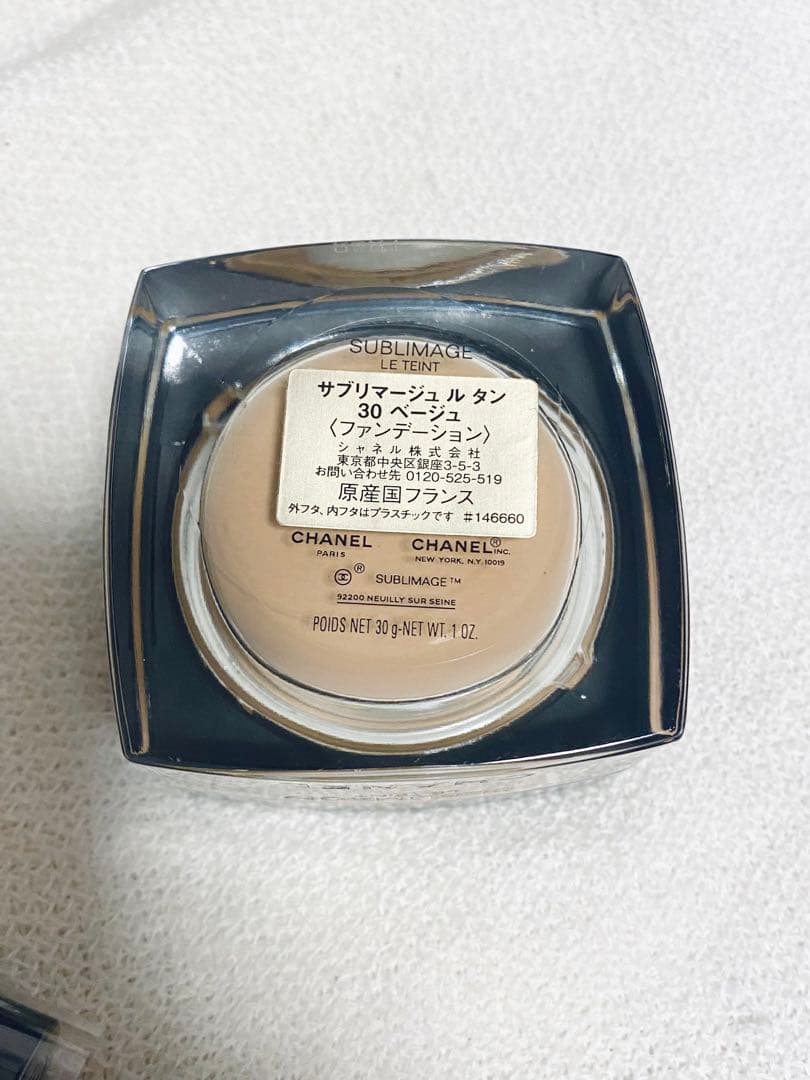 SUBLIMAGE
LE TEINT
サブリマージュ ル タン
30 ベージュ
〈ファンデーション〉
シャネル株式会社
東京都中央区銀座3-5-3
お問い合わせ先 0120-525-519
原産国フランス
外フタ、内フタはプラスチックです #146660
CHANEL CHANEL® INC.
PARIS NEW YORK, N.Y. 10019
® SUBLIMAGE™
92200 NEUILLY SUR SEINE
POIDS NET 30 g-NET WT. 1 OZ.